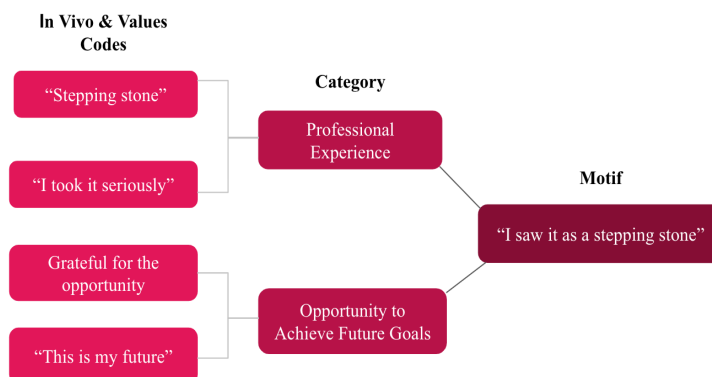 In Vivo & Values
Codes
“Stepping stone”
“I took it seriously”
Grateful for the
opportunity
“This is my future”
Category
Professional
Experience
Opportunity to
Achieve Future Goals
Motif
“I saw it as a stepping stone”